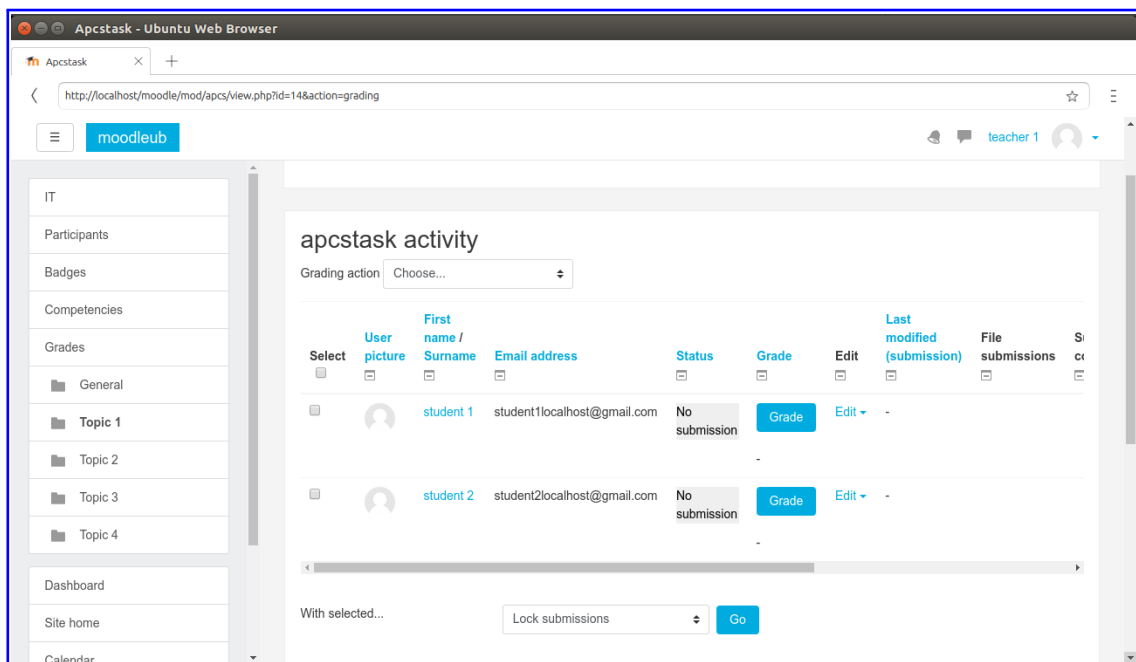 Apcstask - Ubuntu Web Browser
Apcstask
http://localhost/moodle/mod/apcs/view.php?id=14&action=grading
moodleub
teacher 1
IT
Participants
Badges
Competencies
Grades
General
Topic 1
Topic 2
Topic 3
Topic 4
Dashboard
Site home
Calendar
apcstask activity
Grading action Choose...
Select
User picture
First name / Surname
Email address
Status
Grade
Edit
Last modified (submission)
File submissions
student 1 student1localhost@gmail.com No submission Grade Edit -
-
student 2 student2localhost@gmail.com No submission Grade Edit -
-
With selected... Lock submissions Go